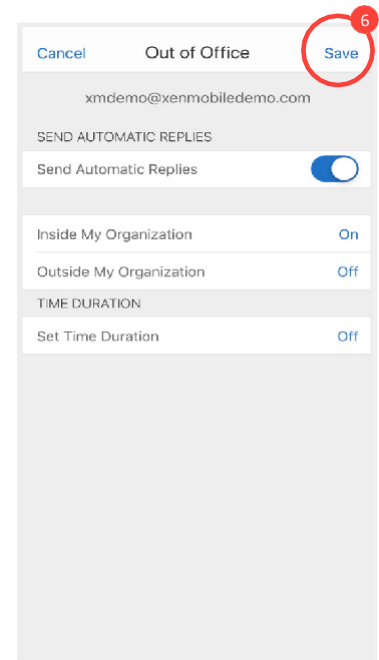 6
Cancel Out of Office Save
xmdemo@xenmobiledemo.com
SEND AUTOMATIC REPLIES
Send Automatic Replies
Inside My Organization On
Outside My Organization Off
TIME DURATION
Set Time Duration Off